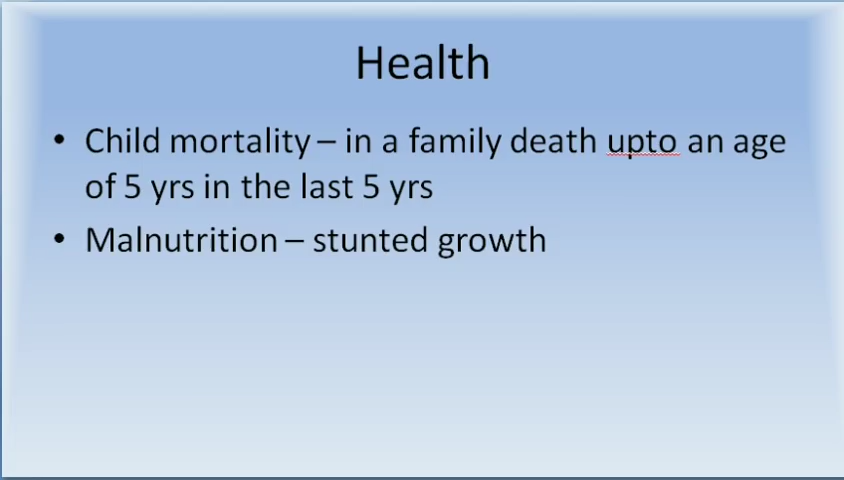 Health
• Child mortality – in a family death upto an age
of 5 yrs in the last 5 yrs
• Malnutrition – stunted growth